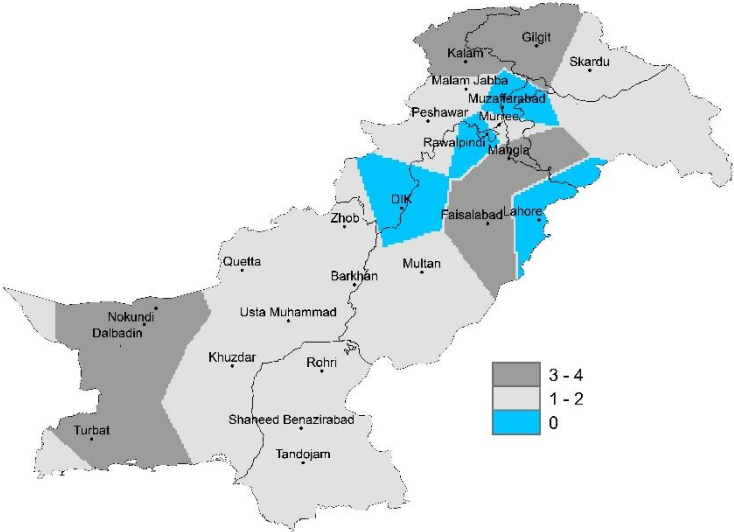 Gilgit
Kalam
Skardu
Malam Jabba
Muzaffarabad
Peshawar
Murree
Rawalpindi
Mangla
DIK
Zhob
Faisalabad
Lahore
Quetta
Multan
Barkhan
Nokundi
Usta Muhammad
Dalbadin
Khuzdar
Rohri
3 - 4
1 - 2
0
Turbat
Shaheed Benazirabad
Tandojam